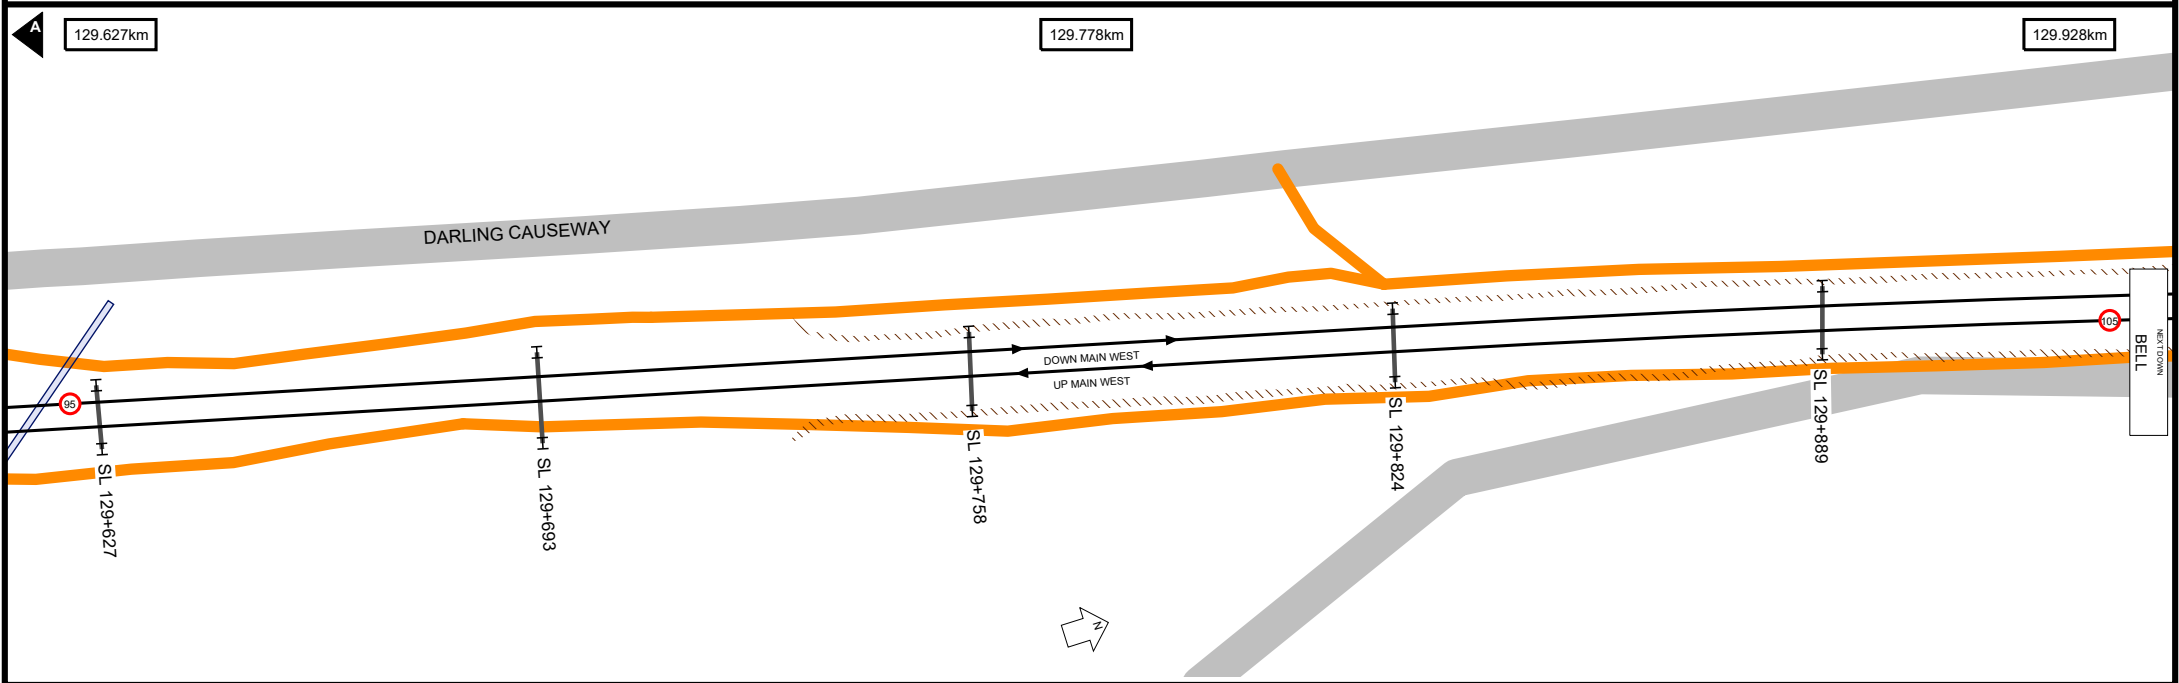 A
129.627km
129.778km
129.928km
DARLING CAUSEWAY
95
DOWN MAIN WEST
UP MAIN WEST
105
NEXT DOWN
BELL
SL 129+627
SL 129+693
SL 129+758
SL 129+824
SL 129+889
N